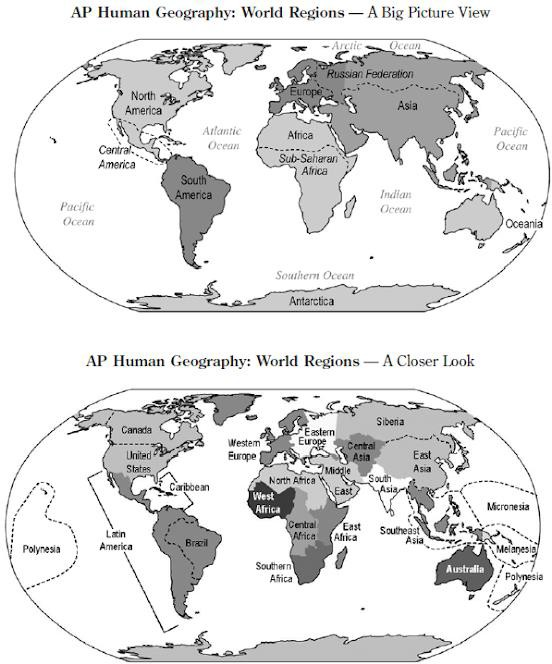 AP Human Geography: World Regions — A Big Picture View
Arctic Ocean
Russian Federation
North
America
Europe
Asia
Atlantic
Ocean
Pacific
Ocean
Africa
Central
America
Sub-Saharan
Africa
South
America
Indian
Ocean
Pacific
Ocean
Oceania
Southern Ocean
Antarctica
AP Human Geography: World Regions — A Closer Look
Canada
Siberia
Western
Europe
Eastern
Europe
United
States
Central
Asia
East
Asia
Middle
East
South
Asia
North Africa
Caribbean
West
Africa
Micronesia
Latin
America
Central
Africa
East
Africa
Southeast
Asia
Brazil
Polynesia
Melanesia
Southern
Africa
Australia
Polynesia